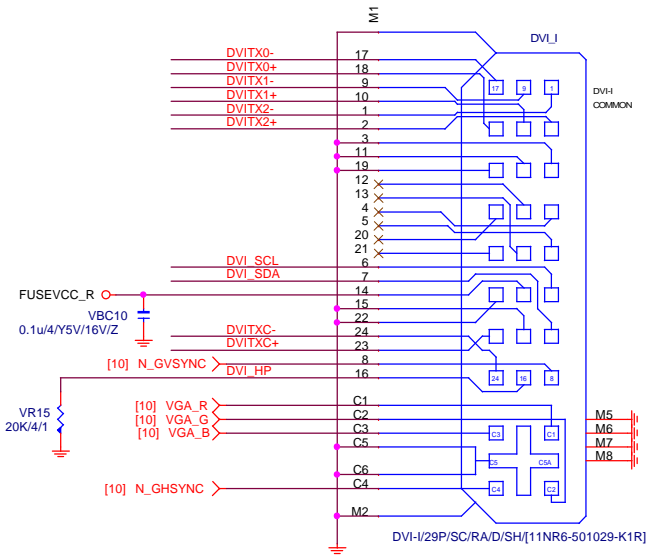 M1
DVI_I
DVITX0- 17
DVITX0+ 18
DVITX1- 9
DVITX1+ 10
DVITX2- 1
DVITX2+ 2
17 9 1
DVI-I
COMMON
3
11
19
12
13
4
5
20
21
DVI_SCL 6
DVI_SDA 7
FUSEVCC_R 14
15
VBC10
0.1u/4/Y5V/16V/Z
22
DVITXC- 24
DVITXC+ 23
[10] N_GVSYNC 8
DVI_HP 16
24 16 8
VR15
20K/4/1
[10] VGA_R C1
[10] VGA_G C2
[10] VGA_B C3
C3 C1
C5
C5 C5A
C6
[10] N_GHSYNC C4
C4 C2
M5
M6
M7
M8
M2
DVI-I/29P/SC/RA/D/SH/[11NR6-501029-K1R]